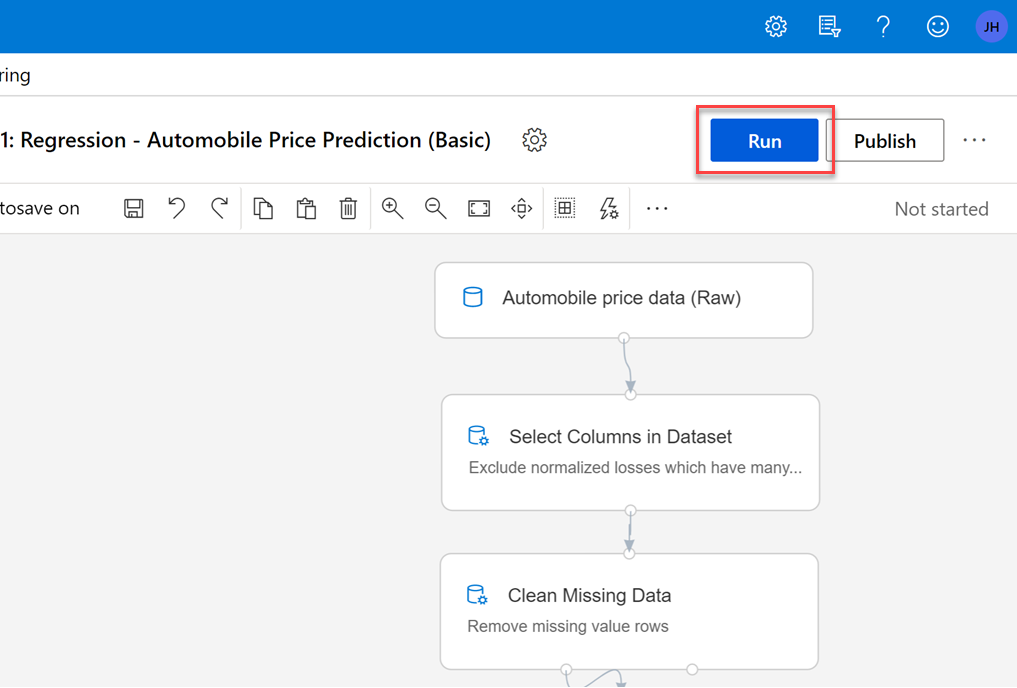 JH
ring
1: Regression - Automobile Price Prediction (Basic)
Run
Publish
tosave on
Not started
Automobile price data (Raw)
Select Columns in Dataset
Exclude normalized losses which have many...
Clean Missing Data
Remove missing value rows